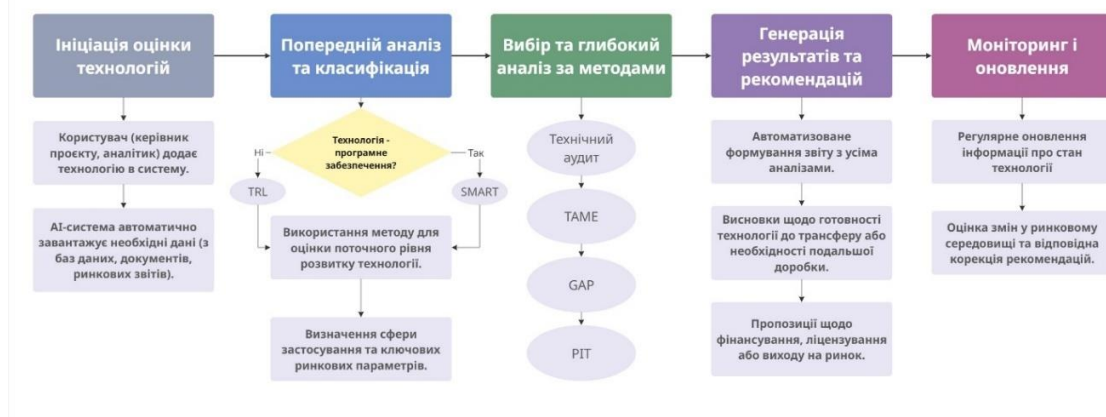 Ініціація оцінки
технологій
Попередній аналіз
та класифікація
Вибір та глибокий
аналіз за методами
Генерація
результатів та
рекомендацій
Моніторинг і
оновлення
Користувач (керівник
проєкту, аналітик) додає
технологію в систему.
AI-система автоматично
завантажує необхідні дані (з
баз даних, документів,
ринкових звітів).
Технологія -
програмне
забезпечення?
Ні
Так
TRL
SMART
Використання методу для
оцінки поточного рівня
розвитку технології.
Визначення сфери
застосування та ключових
ринкових параметрів.
Технічний
аудит
TAME
GAP
PIT
Автоматизоване
формування звіту з усіма
аналізами.
Висновки щодо готовності
технології до трансферу або
необхідності подальшої
доробки.
Пропозиції щодо
фінансування, ліцензування
або виходу на ринок.
Регулярне оновлення
інформації про стан
технології
Оцінка змін у ринковому
середовищі та відповідна
корекція рекомендацій.